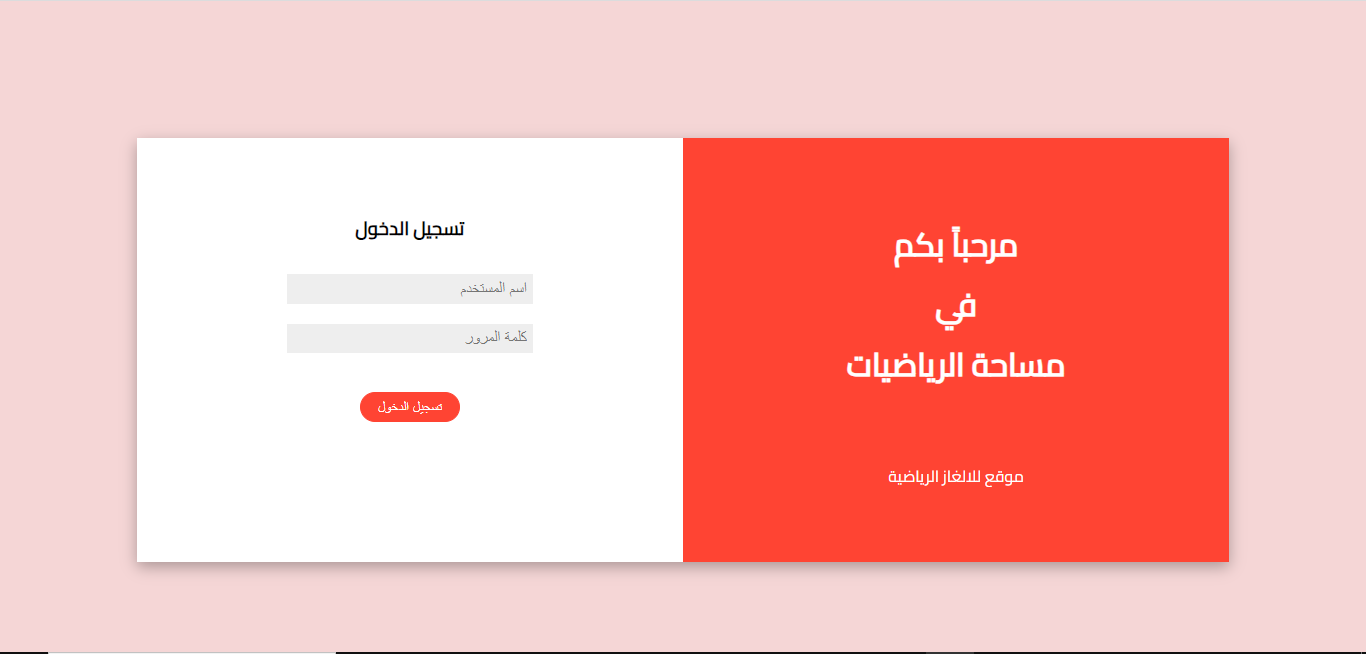 مرحباً بكم
في
مساحة الرياضيات
موقع للالغاز الرياضية
تسجيل الدخول
اسم المستخدم
كلمة المرور
تسجيل الدخول